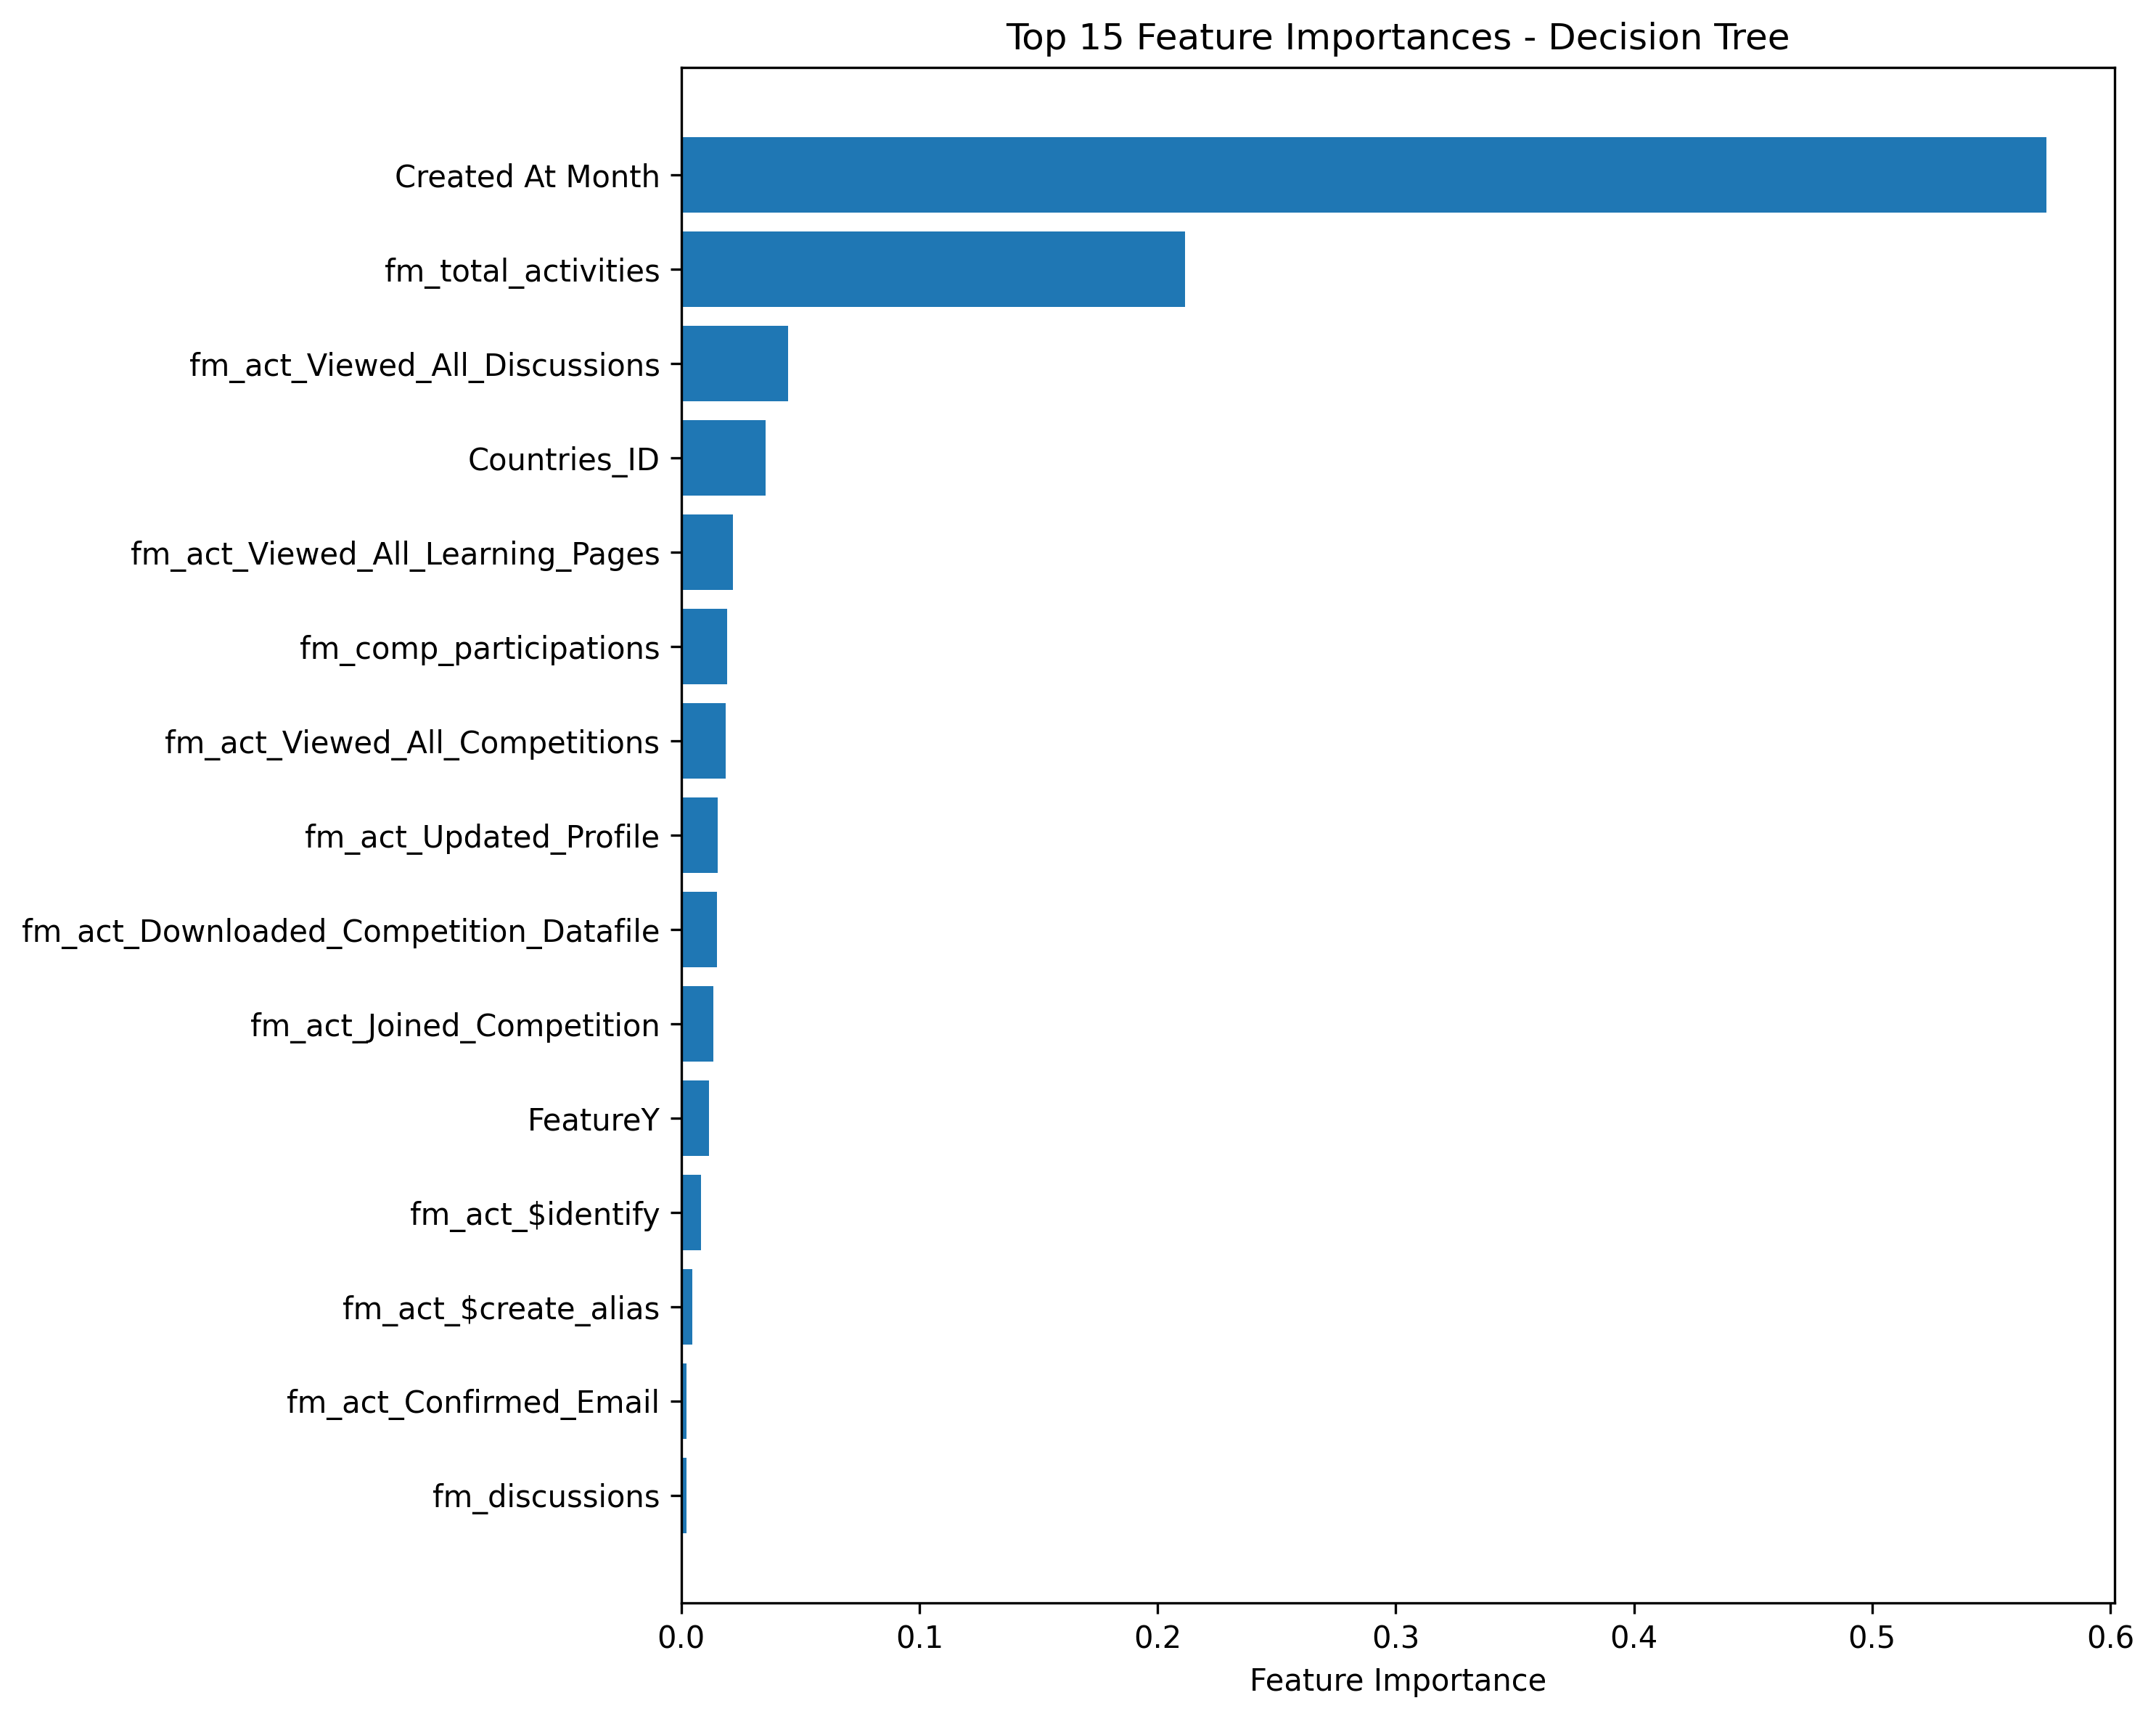 Top 15 Feature Importances - Decision Tree
Created At Month
fm_total_activities
fm_act_Viewed_All_Discussions
Countries_ID
fm_act_Viewed_All_Learning_Pages
fm_comp_participations
fm_act_Viewed_All_Competitions
fm_act_Updated_Profile
fm_act_Downloaded_Competition_Datafile
fm_act_Joined_Competition
FeatureY
fm_act_$identify
fm_act_$create_alias
fm_act_Confirmed_Email
fm_discussions
0.0 0.1 0.2 0.3 0.4 0.5 0.6
Feature Importance